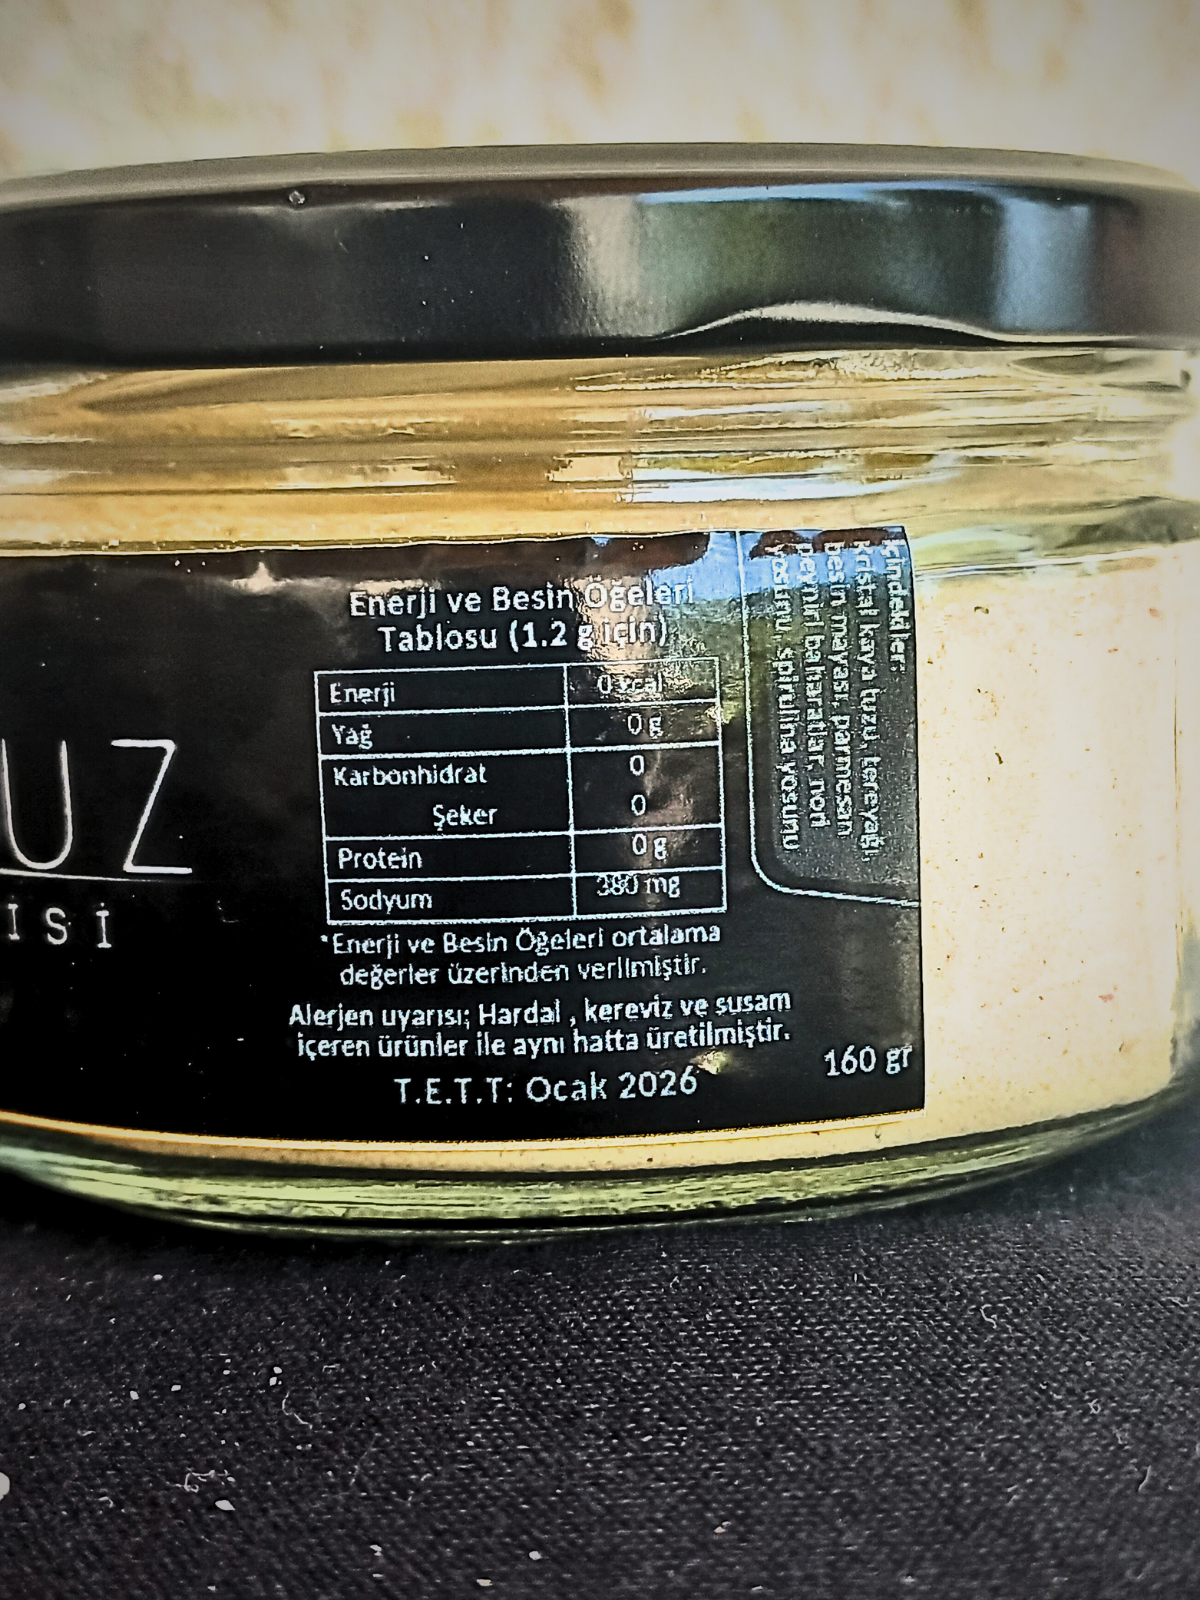 UZ
İSİ
Enerji ve Besin Öğeleri
Tablosu (1.2 g için)
Enerji 0 kcal
Yağ 0 g
Karbonhidrat 0
Şeker 0
Protein 0 g
Sodyum 380 mg
*Enerji ve Besin Öğeleri ortalama
değerler üzerinden verilmiştir.
Alerjen uyarısı; Hardal , kereviz ve susam
içeren ürünler ile aynı hatta üretilmiştir.
T.E.T.T: Ocak 2026
İçindekiler:
Kristal kaya tuzu, tereyağı,
besin mayası, parmesan
peyniri baharatlar, nori
yosunu, spirulina yosunu
160 gr